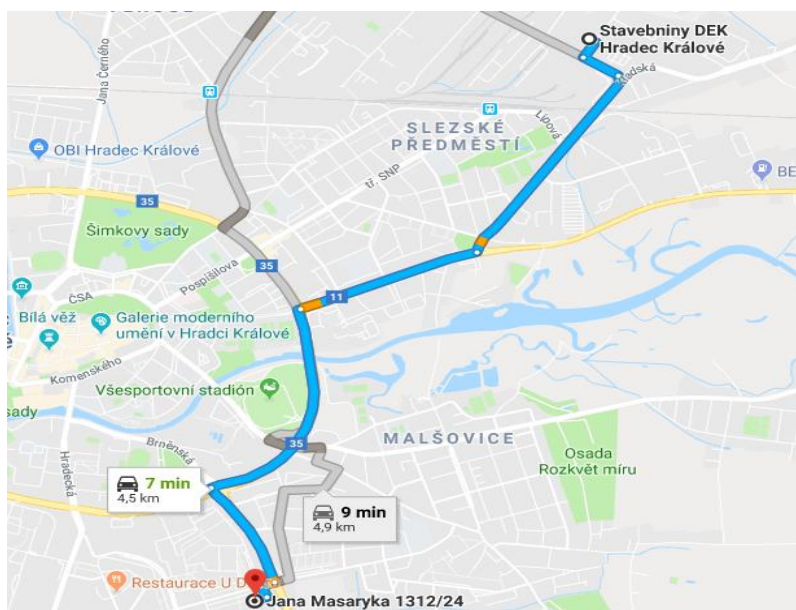 Stavebniny DEK
Hradec Králové
Kladská
Jana Černého
Lipová
SLEZSKÉ
PŘEDMĚSTÍ
OBI Hradec Králové
tř. SNP
BE
35
Šimkovy sady
Pospíšilova
35
11
ČSA
Bílá věž
Galerie moderního
umění v Hradci Králové
Komenského
Všesportovní stadión
sady
Brněnská
35
MALŠOVICE
Osada
Rozkvět míru
Hradecká
7 min
4,5 km
9 min
4,9 km
Restaurace U D
Jana Masaryka 1312/24